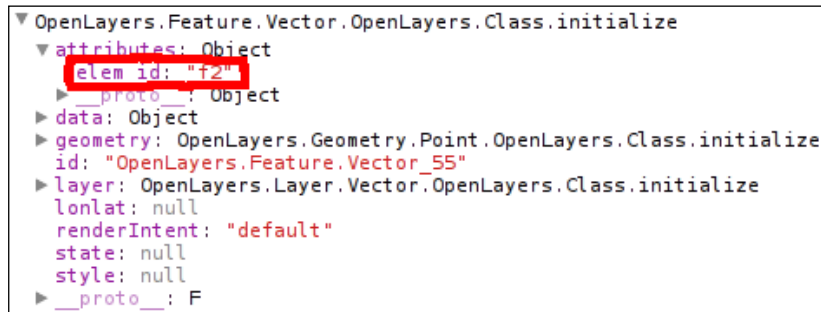 ▼ OpenLayers.Feature.Vector.OpenLayers.Class.initialize
▼ attributes: Object
elem_id: "f2"
▶ __proto__: Object
▶ data: Object
▶ geometry: OpenLayers.Geometry.Point.OpenLayers.Class.initialize
id: "OpenLayers.Feature.Vector_55"
▶ layer: OpenLayers.Layer.Vector.OpenLayers.Class.initialize
lonlat: null
renderIntent: "default"
state: null
style: null
▶ __proto__: F